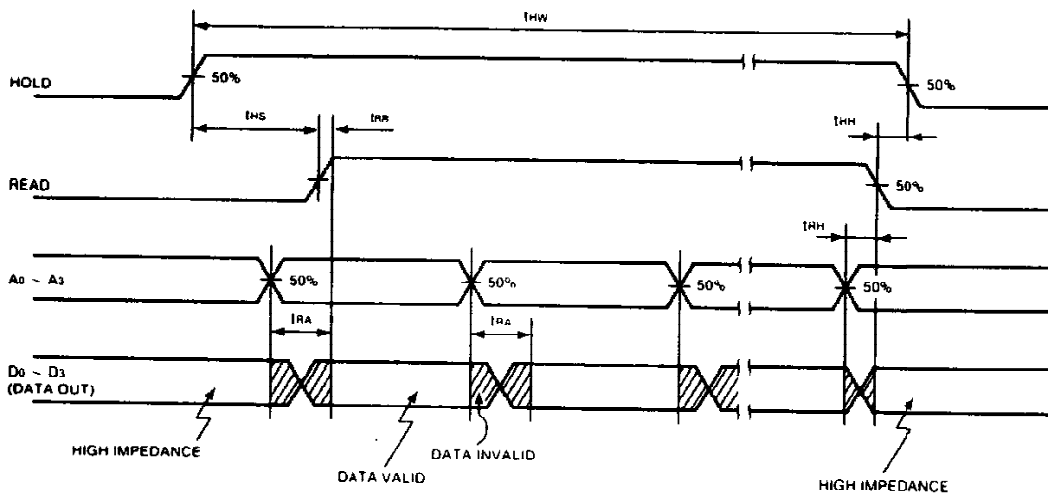 tHW
HOLD
50%
50%
tHS
tRR
tHH
READ
50%
tRH
A0 ~ A3
50%
50%
50%
50%
tRA
tRA
D0 ~ D3
(DATA OUT)
HIGH IMPEDANCE
DATA VALID
DATA INVALID
HIGH IMPEDANCE